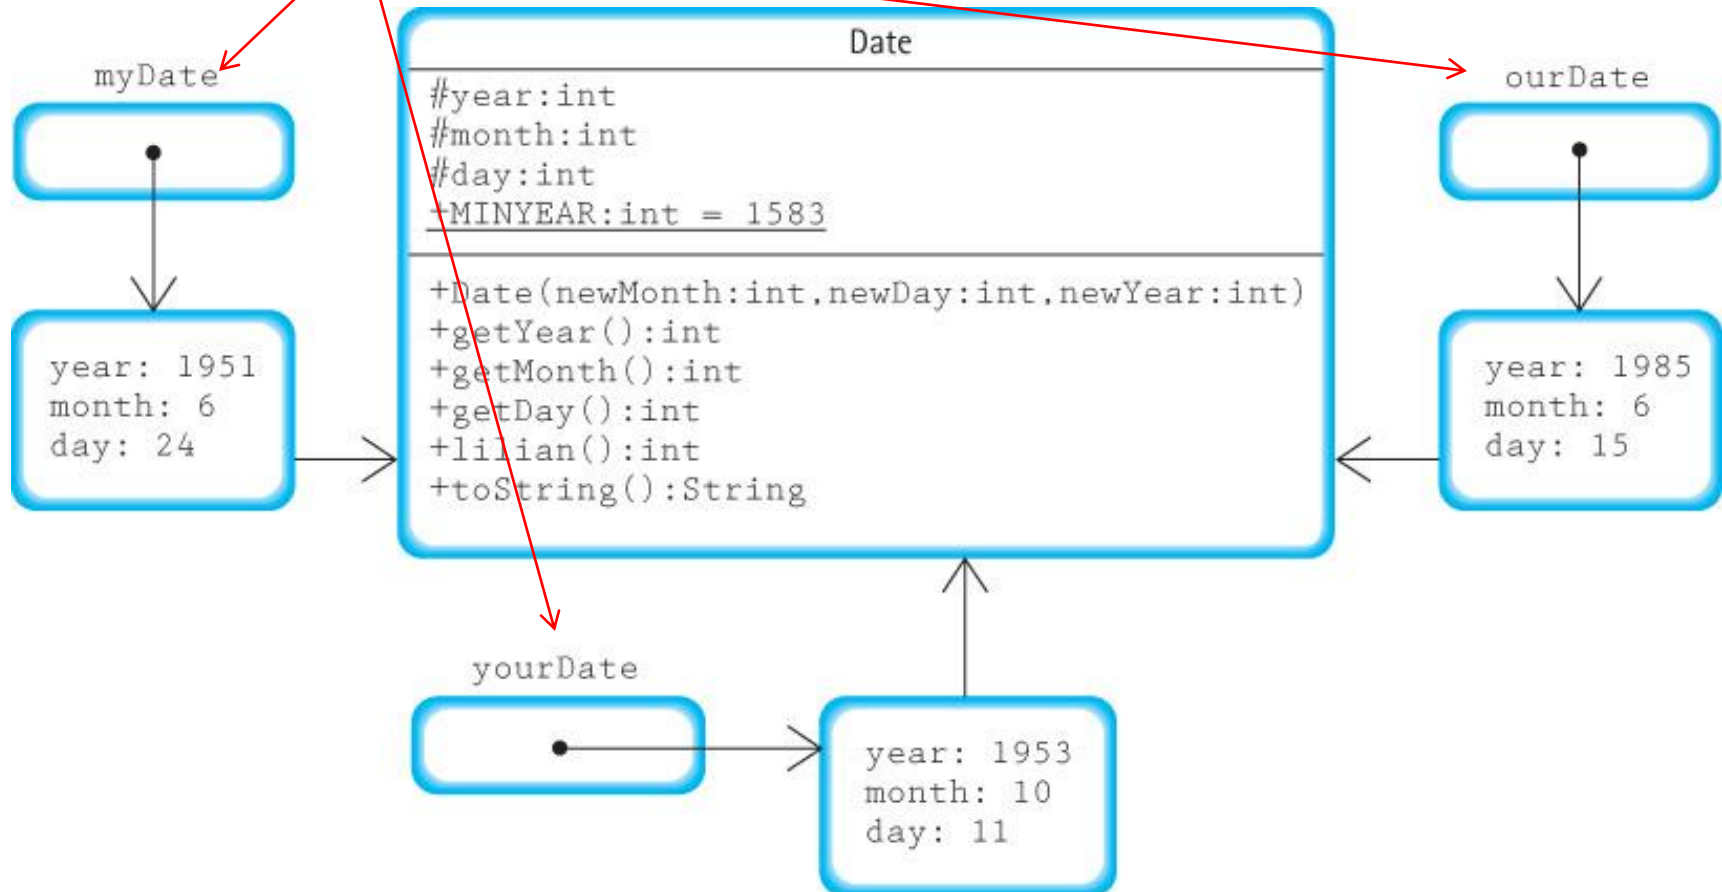 Date
myDate
ourDate
#year:int
#month:int
#day:int
+MINYEAR:int = 1583
+Date(newMonth:int,newDay:int,newYear:int)
+getYear():int
+getMonth():int
+getDay():int
+lilian():int
+toString():String
year: 1951
month: 6
day: 24
year: 1985
month: 6
day: 15
yourDate
year: 1953
month: 10
day: 11